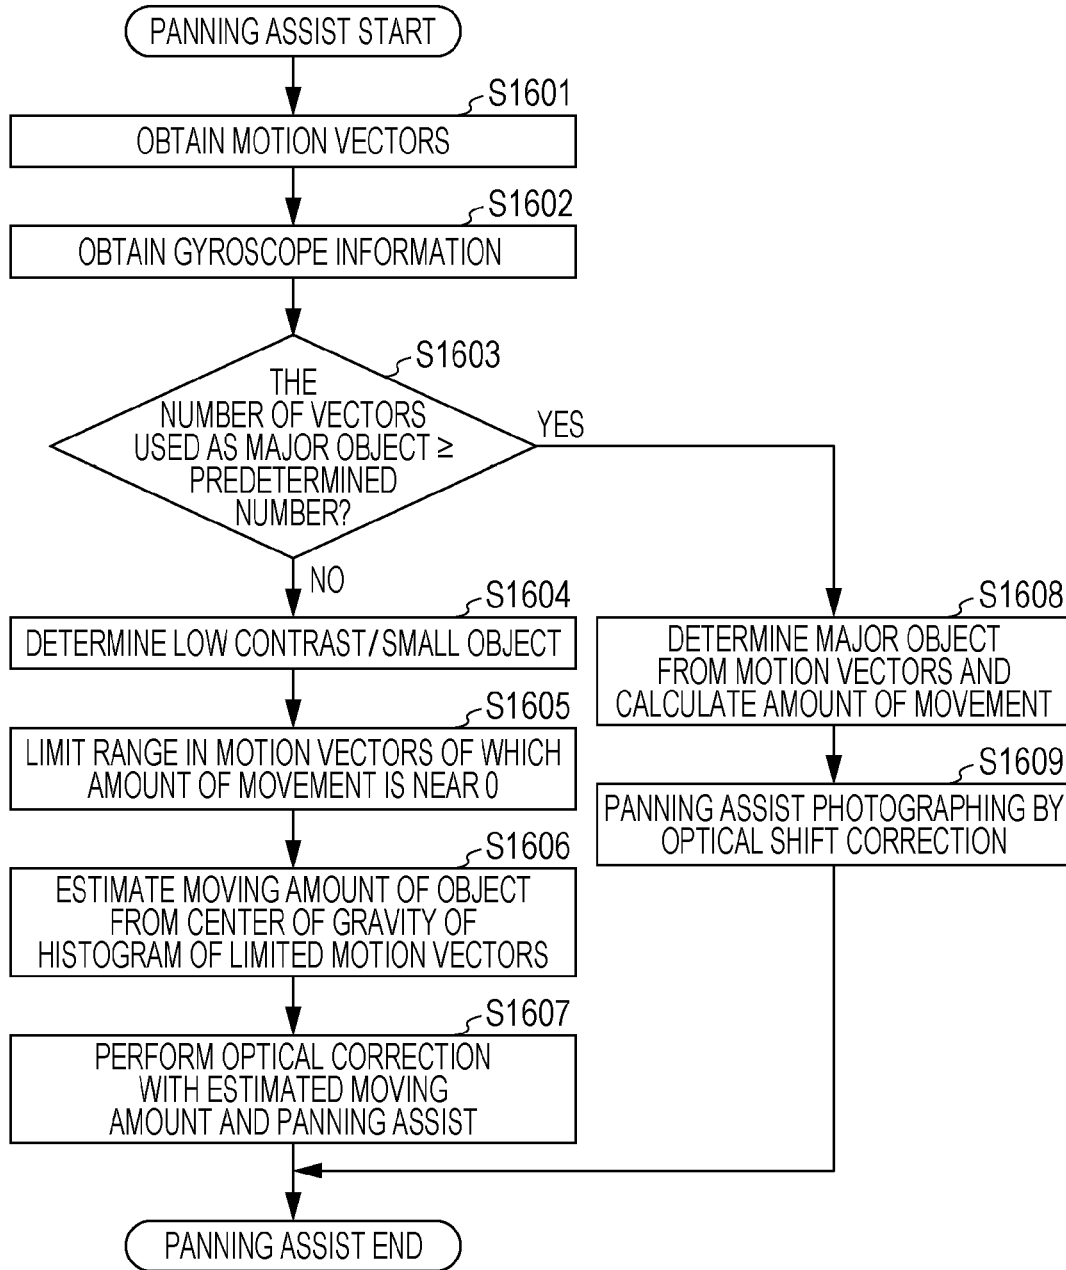 PANNING ASSIST START
S1601
OBTAIN MOTION VECTORS
S1602
OBTAIN GYROSCOPE INFORMATION
S1603
THE
NUMBER OF VECTORS
USED AS MAJOR OBJECT ≥
PREDETERMINED
NUMBER?
YES
NO
S1604
DETERMINE LOW CONTRAST/SMALL OBJECT
S1605
LIMIT RANGE IN MOTION VECTORS OF WHICH
AMOUNT OF MOVEMENT IS NEAR 0
S1606
ESTIMATE MOVING AMOUNT OF OBJECT
FROM CENTER OF GRAVITY OF
HISTOGRAM OF LIMITED MOTION VECTORS
S1607
PERFORM OPTICAL CORRECTION
WITH ESTIMATED MOVING
AMOUNT AND PANNING ASSIST
S1608
DETERMINE MAJOR OBJECT
FROM MOTION VECTORS AND
CALCULATE AMOUNT OF MOVEMENT
S1609
PANNING ASSIST PHOTOGRAPHING BY
OPTICAL SHIFT CORRECTION
PANNING ASSIST END